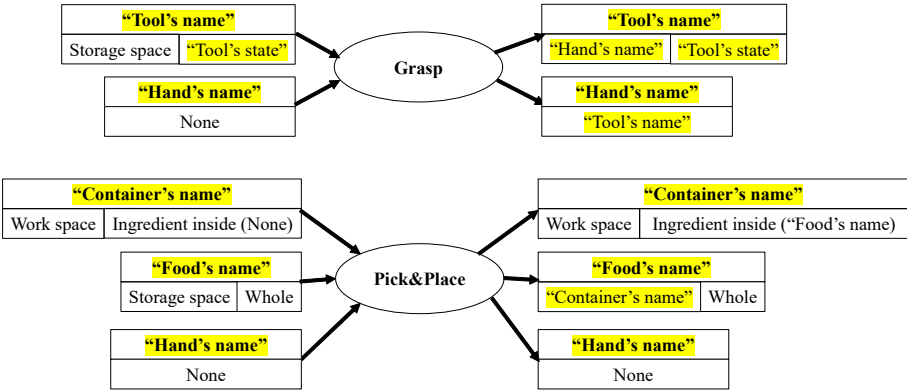 “Tool’s name”
Storage space “Tool’s state”
“Hand’s name”
None
Grasp
“Tool’s name”
“Hand’s name” “Tool’s state”
“Hand’s name”
“Tool’s name”
“Container’s name”
Work space Ingredient inside (None)
“Food’s name”
Storage space Whole
“Hand’s name”
None
Pick&Place
“Container’s name”
Work space Ingredient inside (“Food’s name)
“Food’s name”
“Container’s name” Whole
“Hand’s name”
None